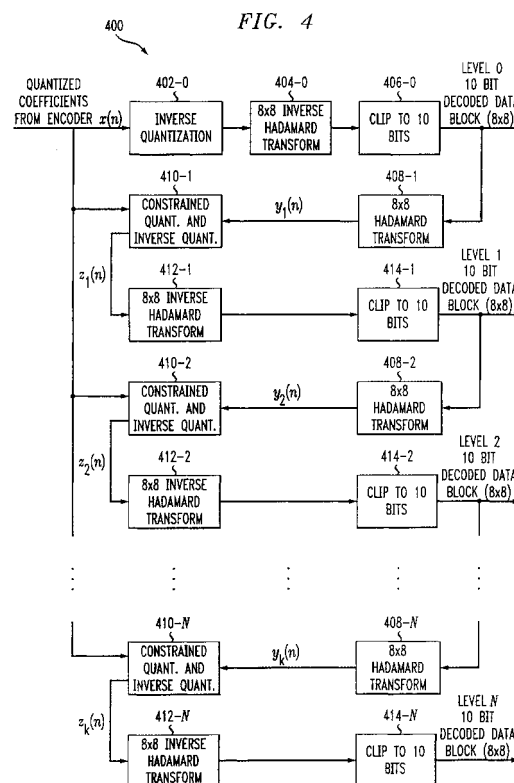 FIG. 4
400
QUANTIZED
COEFFICIENTS
FROM ENCODER x(n)
402-0
INVERSE
QUANTIZATION
404-0
8x8 INVERSE
HADAMARD
TRANSFORM
406-0
CLIP TO 10
BITS
LEVEL 0
10 BIT
DECODED DATA
BLOCK (8x8)
410-1
CONSTRAINED
QUANT. AND
INVERSE QUANT.
y1(n)
408-1
8x8
HADAMARD
TRANSFORM
z1(n)
412-1
8x8 INVERSE
HADAMARD
TRANSFORM
414-1
CLIP TO 10
BITS
LEVEL 1
10 BIT
DECODED DATA
BLOCK (8x8)
410-2
CONSTRAINED
QUANT. AND
INVERSE QUANT.
y2(n)
408-2
8x8
HADAMARD
TRANSFORM
z2(n)
412-2
8x8 INVERSE
HADAMARD
TRANSFORM
414-2
CLIP TO 10
BITS
LEVEL 2
10 BIT
DECODED DATA
BLOCK (8x8)
410-N
CONSTRAINED
QUANT. AND
INVERSE QUANT.
yk(n)
408-N
8x8
HADAMARD
TRANSFORM
zk(n)
412-N
8x8 INVERSE
HADAMARD
TRANSFORM
414-N
CLIP TO 10
BITS
LEVEL N
10 BIT
DECODED DATA
BLOCK (8x8)